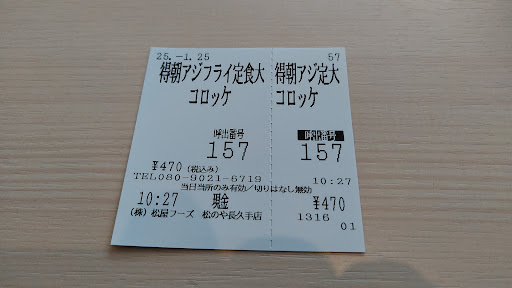 25.-1.25
得朝アジフライ定食大
コロッケ
呼出番号
157
¥470(税込み)
TEL080-9021-6719
当日当所のみ有効/切りはなし無効
10:27 現金
(株)松屋フーズ 松のや長久手店
57
得朝アジ定大
コロッケ
呼出番号
157
10:27
¥470
1316
01